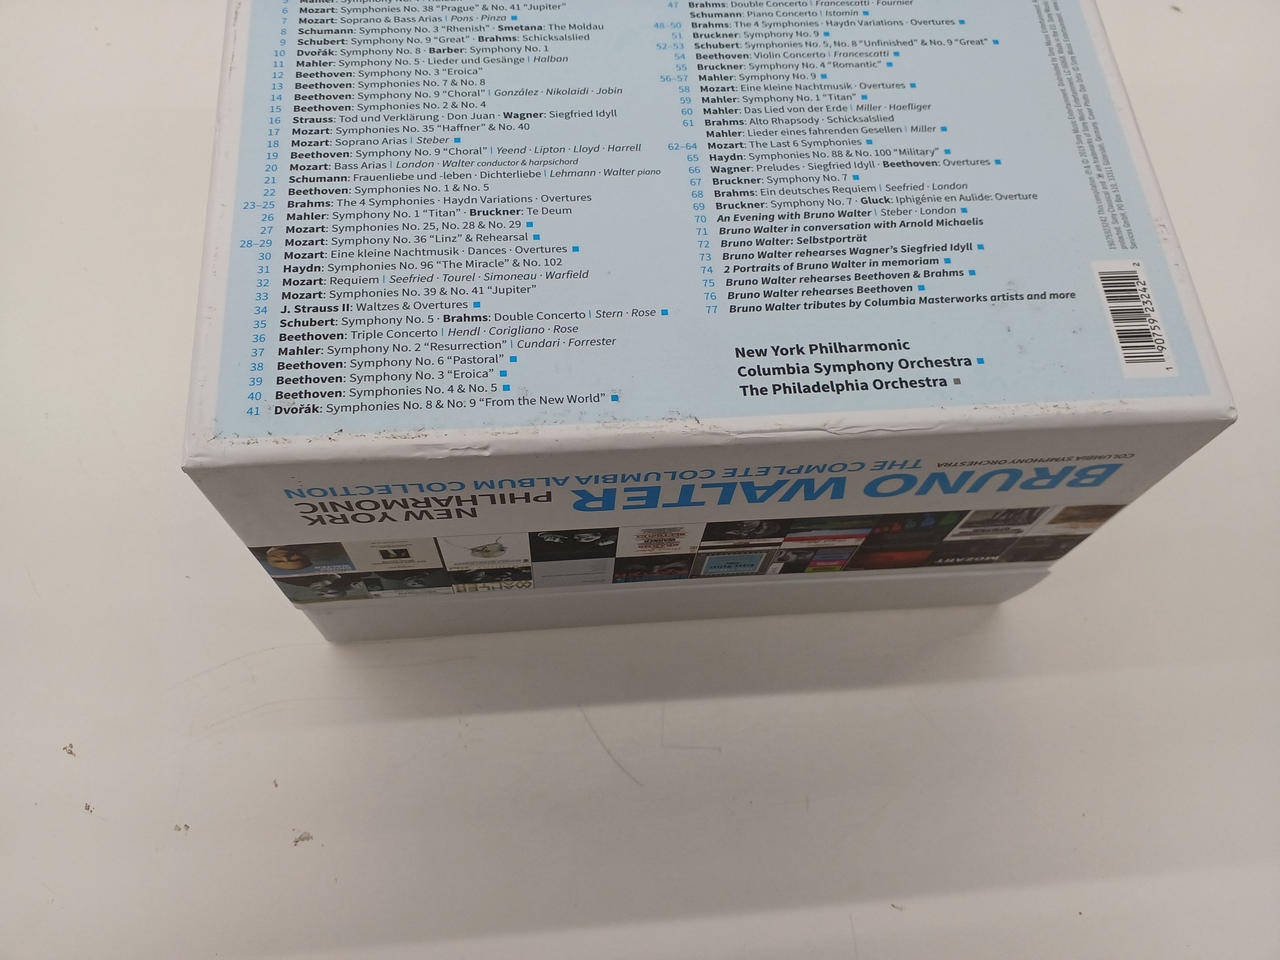 6 Mozart: Symphonies No. 38 “Prague” & No. 41 “Jupiter”
7 Mozart: Soprano & Bass Arias | Pons · Pinza
8 Schumann: Symphony No. 3 “Rhenish” · Smetana: The Moldau
9 Schubert: Symphony No. 9 “Great” · Brahms: Schicksalslied
10 Dvořák: Symphony No. 8 · Barber: Symphony No. 1
11 Mahler: Symphony No. 5 · Lieder und Gesänge | Halban
12 Beethoven: Symphony No. 3 “Eroica”
13 Beethoven: Symphonies No. 7 & No. 8
14 Beethoven: Symphony No. 9 “Choral” | González · Nikolaidi · Jobin
15 Beethoven: Symphonies No. 2 & No. 4
16 Strauss: Tod und Verklärung · Don Juan · Wagner: Siegfried Idyll
17 Mozart: Symphonies No. 35 “Haffner” & No. 40
18 Mozart: Soprano Arias | Steber
19 Beethoven: Symphony No. 9 “Choral” | Yeend · Lipton · Lloyd · Harrell
20 Mozart: Bass Arias | London · Walter conductor & harpsichord
21 Schumann: Frauenliebe und -leben · Dichterliebe | Lehmann · Walter piano
22 Beethoven: Symphonies No. 1 & No. 5
23–25 Brahms: The 4 Symphonies · Haydn Variations · Overtures
26 Mahler: Symphony No. 1 “Titan” · Bruckner: Te Deum
27 Mozart: Symphonies No. 25, No. 28 & No. 29
28–29 Mozart: Symphony No. 36 “Linz” & Rehearsal
30 Mozart: Eine kleine Nachtmusik · Dances · Overtures
31 Haydn: Symphonies No. 96 “The Miracle” & No. 102
32 Mozart: Requiem | Seefried · Tourel · Simoneau · Warfield
33 Mozart: Symphonies No. 39 & No. 41 “Jupiter”
34 J. Strauss II: Waltzes & Overtures
35 Schubert: Symphony No. 5 · Brahms: Double Concerto | Stern · Rose
36 Beethoven: Triple Concerto | Hendl · Corigliano · Rose
37 Mahler: Symphony No. 2 “Resurrection” | Cundari · Forrester
38 Beethoven: Symphony No. 6 “Pastoral”
39 Beethoven: Symphony No. 3 “Eroica”
40 Beethoven: Symphonies No. 4 & No. 5
41 Dvořák: Symphonies No. 8 & No. 9 “From the New World”
47 Brahms: Double Concerto | Francescatti · Fournier
Schumann: Piano Concerto | Istomin
48–50 Brahms: The 4 Symphonies · Haydn Variations · Overtures
51 Bruckner: Symphony No. 9
52–53 Schubert: Symphonies No. 5, No. 8 “Unfinished” & No. 9 “Great”
54 Beethoven: Violin Concerto | Francescatti
55 Bruckner: Symphony No. 4 “Romantic”
56–57 Mahler: Symphony No. 9
58 Mozart: Eine kleine Nachtmusik · Overtures
59 Mahler: Symphony No. 1 “Titan”
60 Mahler: Das Lied von der Erde | Miller · Haefliger
61 Brahms: Alto Rhapsody · Schicksalslied
Mahler: Lieder eines fahrenden Gesellen | Miller
62–64 Mozart: The Last 6 Symphonies
65 Haydn: Symphonies No. 88 & No. 100 “Military”
66 Wagner: Preludes · Siegfried Idyll · Beethoven: Overtures
67 Bruckner: Symphony No. 7
68 Brahms: Ein deutsches Requiem | Seefried · London
69 Bruckner: Symphony No. 7 · Gluck: Iphigénie en Aulide: Overture
70 An Evening with Bruno Walter | Steber · London
71 Bruno Walter in conversation with Arnold Michaelis
72 Bruno Walter: Selbstporträt
73 Bruno Walter rehearses Wagner’s Siegfried Idyll
74 2 Portraits of Bruno Walter in memoriam
75 Bruno Walter rehearses Beethoven & Brahms
76 Bruno Walter rehearses Beethoven
77 Bruno Walter tributes by Columbia Masterworks artists and more
New York Philharmonic
Columbia Symphony Orchestra
The Philadelphia Orchestra
1 90759 23242 2
BRUNO WALTER
NEW YORK PHILHARMONIC
COLUMBIA SYMPHONY ORCHESTRA
THE COMPLETE COLUMBIA ALBUM COLLECTION
MOZART
MAHLER